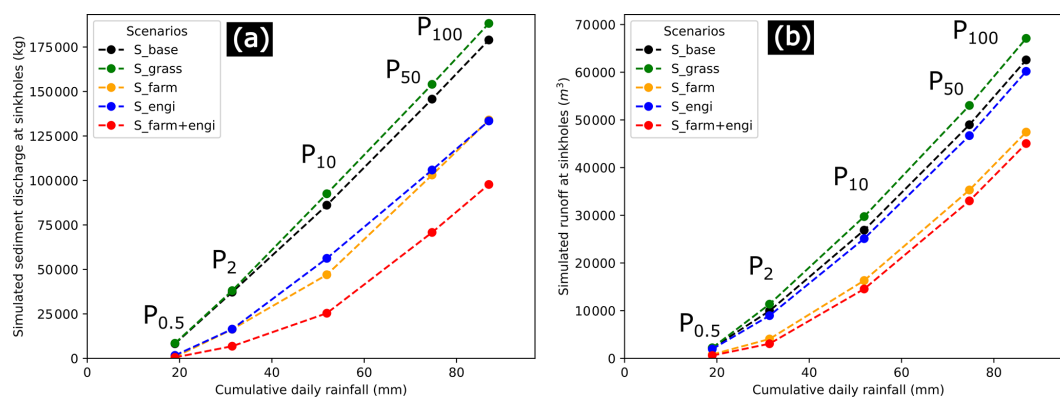 Simulated sediment discharge at sinkholes (kg)
175000
150000
125000
100000
75000
50000
25000
0
0
20
40
60
80
Cumulative daily rainfall (mm)
Scenarios
S_base
S_grass
S_farm
S_engi
S_farm+engi
(a)
P0.5
P2
P10
P50
P100
Simulated runoff at sinkholes (m³)
70000
60000
50000
40000
30000
20000
10000
0
0
20
40
60
80
Cumulative daily rainfall (mm)
Scenarios
S_base
S_grass
S_farm
S_engi
S_farm+engi
(b)
P0.5
P2
P10
P50
P100